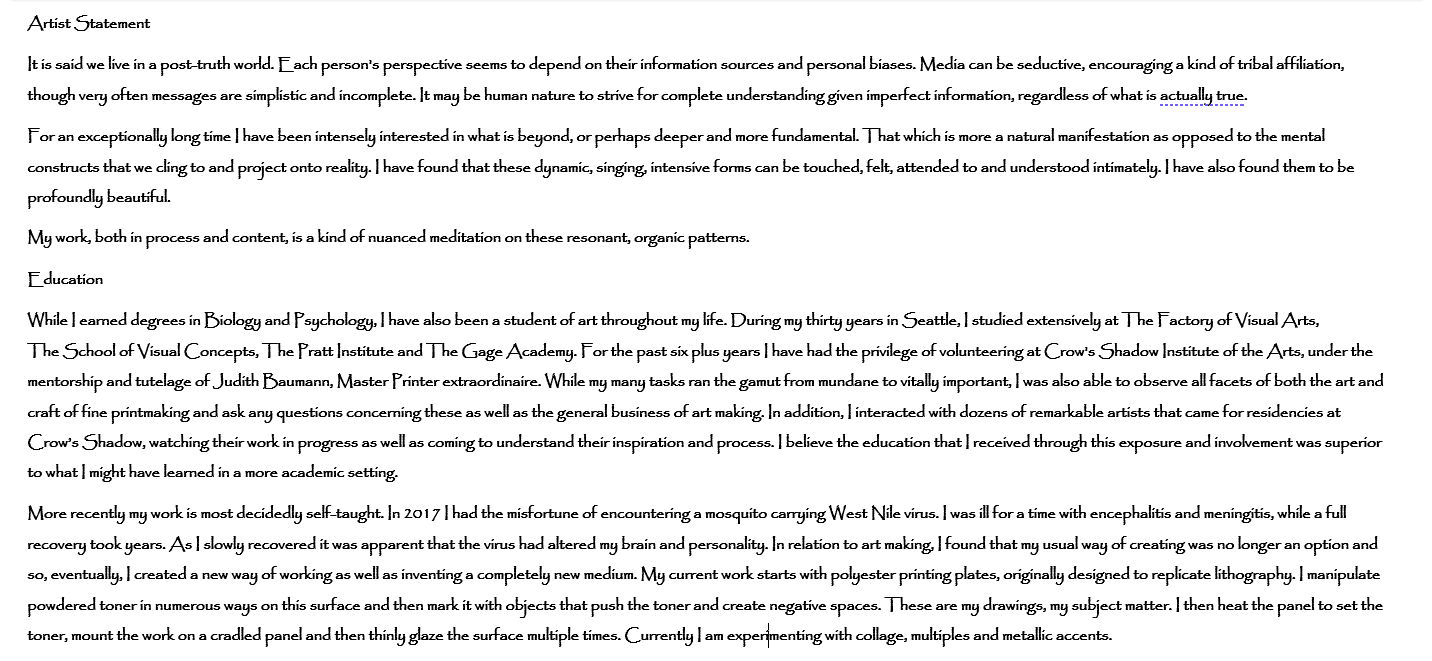 Artist Statement
It is said we live in a post-truth world. Each person's perspective seems to depend on their information sources and personal biases. Media can be seductive, encouraging a kind of tribal affiliation,
though very often messages are simplistic and incomplete. It may be human nature to strive for complete understanding given imperfect information, regardless of what is actually true.
For an exceptionally long time I have been intensely interested in what is beyond, or perhaps deeper and more fundamental. That which is more a natural manifestation as opposed to the mental
constructs that we cling to and project onto reality. I have found that these dynamic, singing, intensive forms can be touched, felt, attended to and understood intimately. I have also found them to be
profoundly beautiful.
My work, both in process and content, is a kind of nuanced meditation on these resonant, organic patterns.
Education
While I earned degrees in Biology and Psychology, I have also been a student of art throughout my life. During my thirty years in Seattle, I studied extensively at The Factory of Visual Arts,
The School of Visual Concepts, The Pratt Institute and The Gage Academy. For the past six plus years I have had the privilege of volunteering at Crow's Shadow Institute of the Arts, under the
mentorship and tutelage of Judith Baumann, Master Printer extraordinaire. While my many tasks ran the gamut from mundane to vitally important, I was also able to observe all facets of both the art and
craft of fine printmaking and ask any questions concerning these as well as the general business of art making. In addition, I interacted with dozens of remarkable artists that came for residencies at
Crow's Shadow, watching their work in progress as well as coming to understand their inspiration and process. I believe the education that I received through this exposure and involvement was superior
to what I might have learned in a more academic setting.
More recently my work is most decidedly self-taught. In 2017 I had the misfortune of encountering a mosquito carrying West Nile virus. I was ill for a time with encephalitis and meningitis, while a full
recovery took years. As I slowly recovered it was apparent that the virus had altered my brain and personality. In relation to art making, I found that my usual way of creating was no longer an option and
so, eventually, I created a new way of working as well as inventing a completely new medium. My current work starts with polyester printing plates, originally designed to replicate lithography. I manipulate
powdered toner in numerous ways on this surface and then mark it with objects that push the toner and create negative spaces. These are my drawings, my subject matter. I then heat the panel to set the
toner, mount the work on a cradled panel and then thinly glaze the surface multiple times. Currently I am experimenting with collage, multiples and metallic accents.